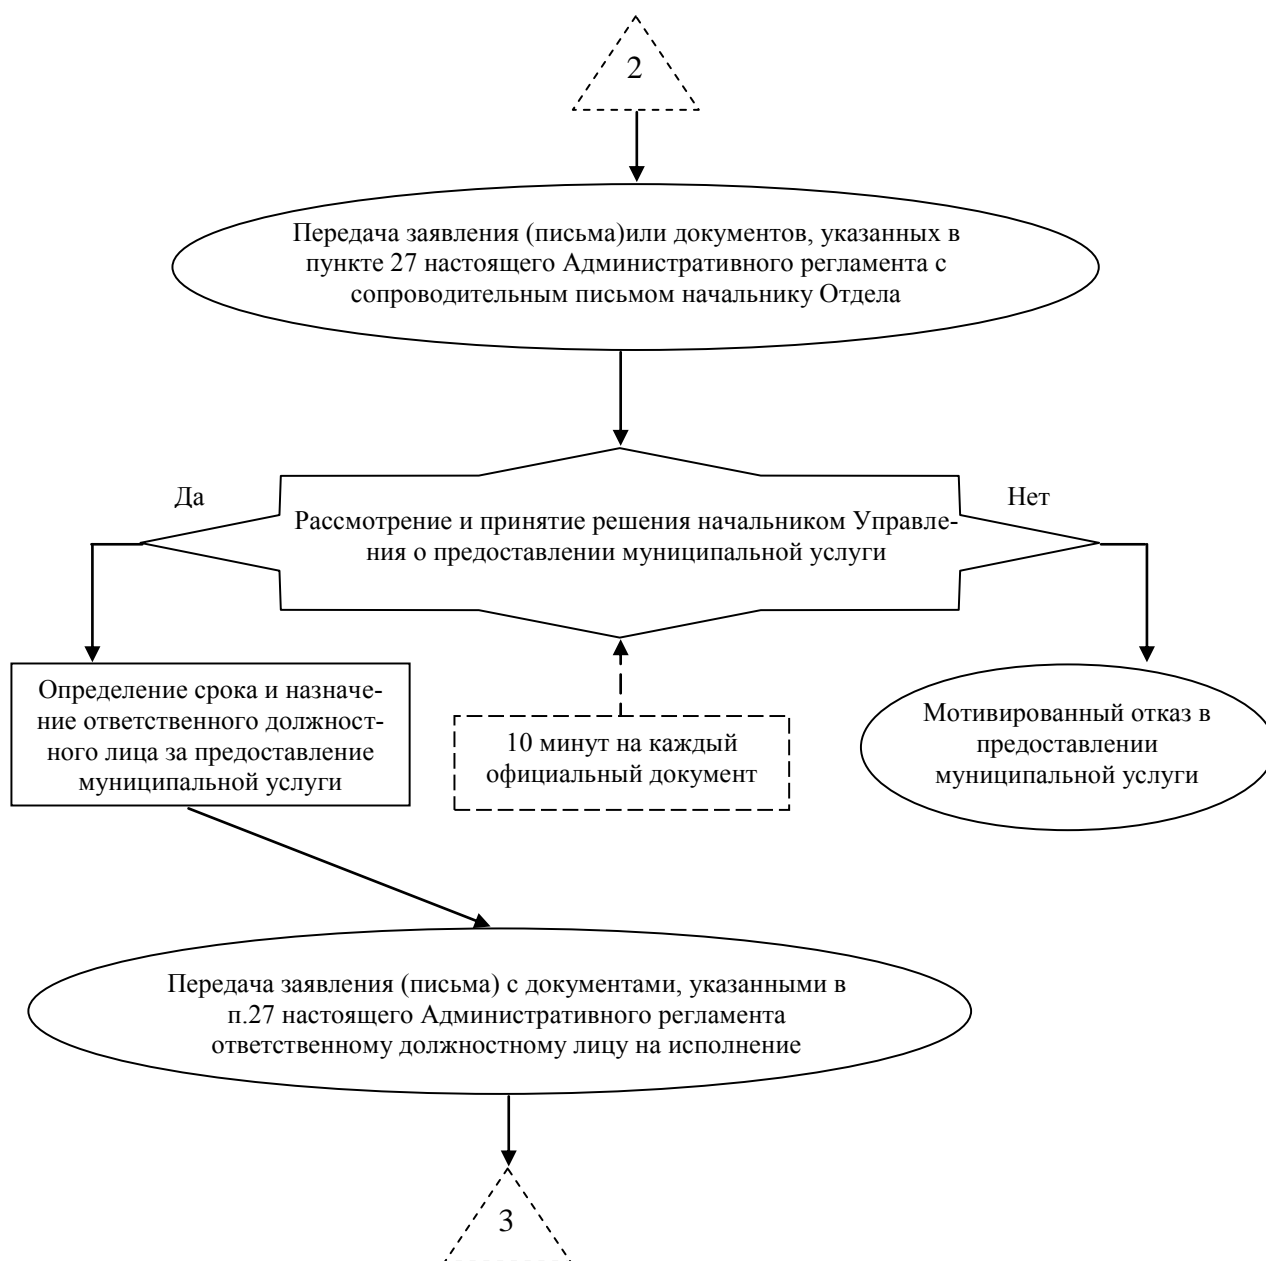 2
Передача заявления (письма)или документов, указанных в
пункте 27 настоящего Административного регламента с
сопроводительным письмом начальнику Отдела
Да
Нет
Рассмотрение и принятие решения начальником Управле-
ния о предоставлении муниципальной услуги
Определение срока и назначе-
ние ответственного должност-
ного лица за предоставление
муниципальной услуги
10 минут на каждый
официальный документ
Мотивированный отказ в
предоставлении
муниципальной услуги
Передача заявления (письма) с документами, указанными в
п.27 настоящего Административного регламента
ответственному должностному лицу на исполнение
3